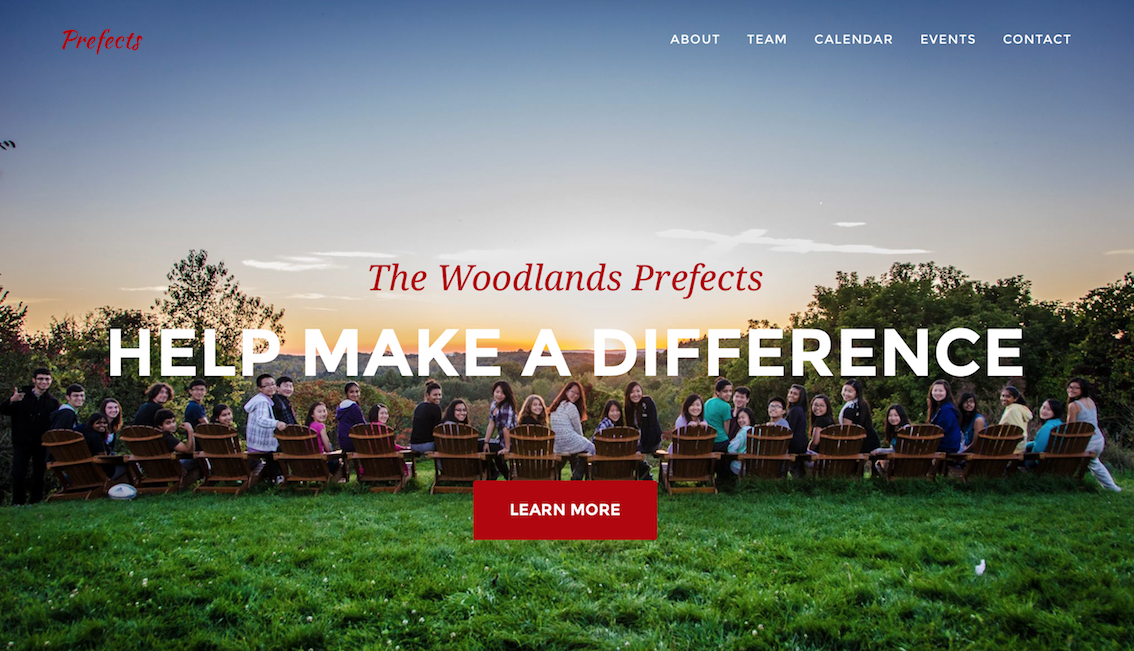 Prefects
ABOUT TEAM CALENDAR EVENTS CONTACT
The Woodlands Prefects
HELP MAKE A DIFFERENCE
LEARN MORE